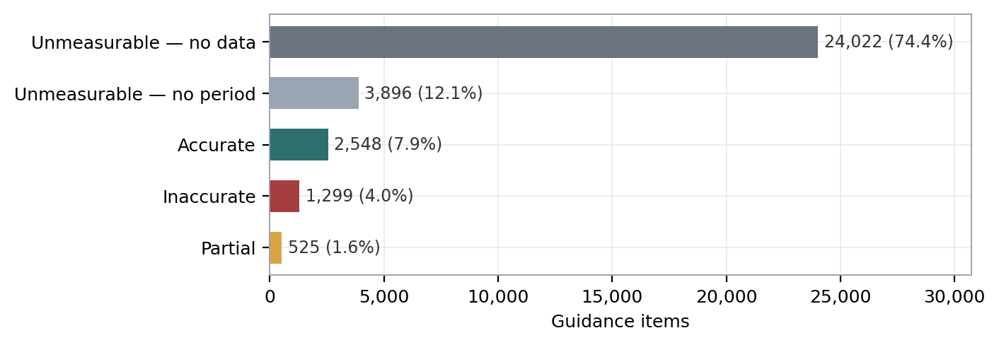 Unmeasurable — no data
24,022 (74.4%)
Unmeasurable — no period
3,896 (12.1%)
Accurate
2,548 (7.9%)
Inaccurate
1,299 (4.0%)
Partial
525 (1.6%)
0
5,000
10,000
15,000
20,000
25,000
30,000
Guidance items